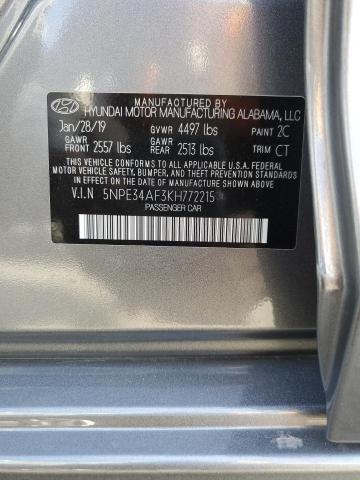 MANUFACTURED BY
HYUNDAI MOTOR MANUFACTURING ALABAMA, LLC
Jan/28/19 GVWR 4497 lbs PAINT 2C
GAWR GAWR
FRONT 2557 lbs REAR 2513 lbs TRIM CT
THIS VEHICLE CONFORMS TO ALL APPLICABLE U.S.A. FEDERAL
MOTOR VEHICLE SAFETY, BUMPER, AND THEFT PREVENTION
STANDARDS IN EFFECT ON THE DATE OF MANUFACTURE SHOWN ABOVE.
V.I.N 5NPE34AF3KH772215
PASSENGER CAR